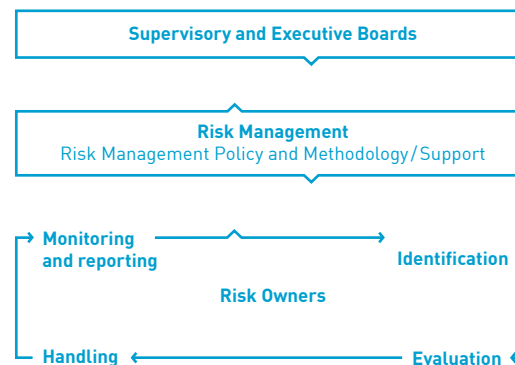 Supervisory and Executive Boards
Risk Management
Risk Management Policy and Methodology/Support
Monitoring
and reporting
Identification
Risk Owners
Handling
Evaluation